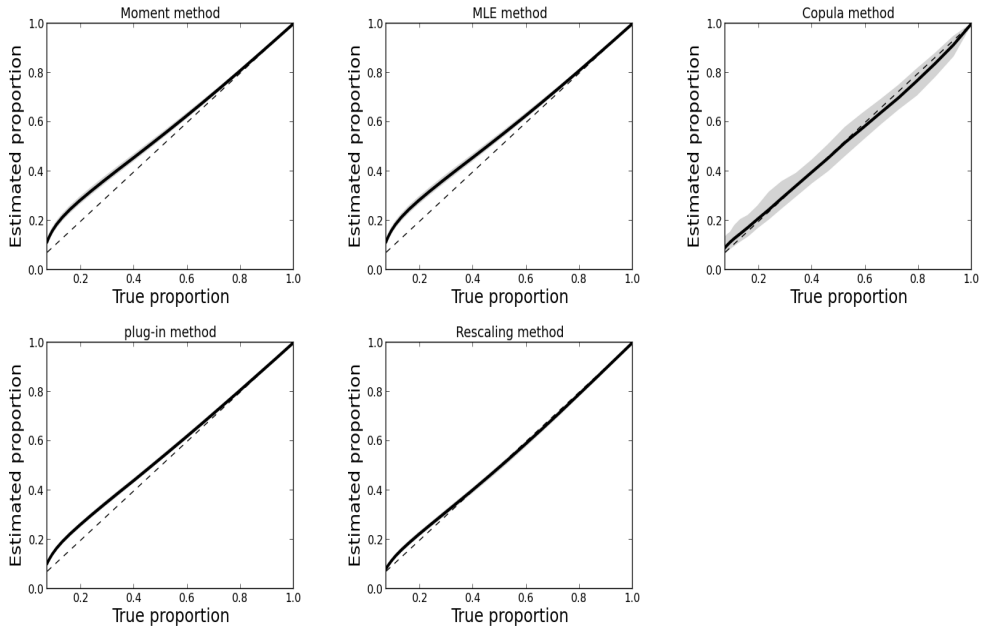 Moment method
1.0
0.8
0.6
0.4
0.2
0.0
0.2 0.4 0.6 0.8 1.0
Estimated proportion
True proportion
MLE method
1.0
0.8
0.6
0.4
0.2
0.0
0.2 0.4 0.6 0.8 1.0
Estimated proportion
True proportion
Copula method
1.0
0.8
0.6
0.4
0.2
0.0
0.2 0.4 0.6 0.8 1.0
Estimated proportion
True proportion
plug-in method
1.0
0.8
0.6
0.4
0.2
0.0
0.2 0.4 0.6 0.8 1.0
Estimated proportion
True proportion
Rescaling method
1.0
0.8
0.6
0.4
0.2
0.0
0.2 0.4 0.6 0.8 1.0
Estimated proportion
True proportion